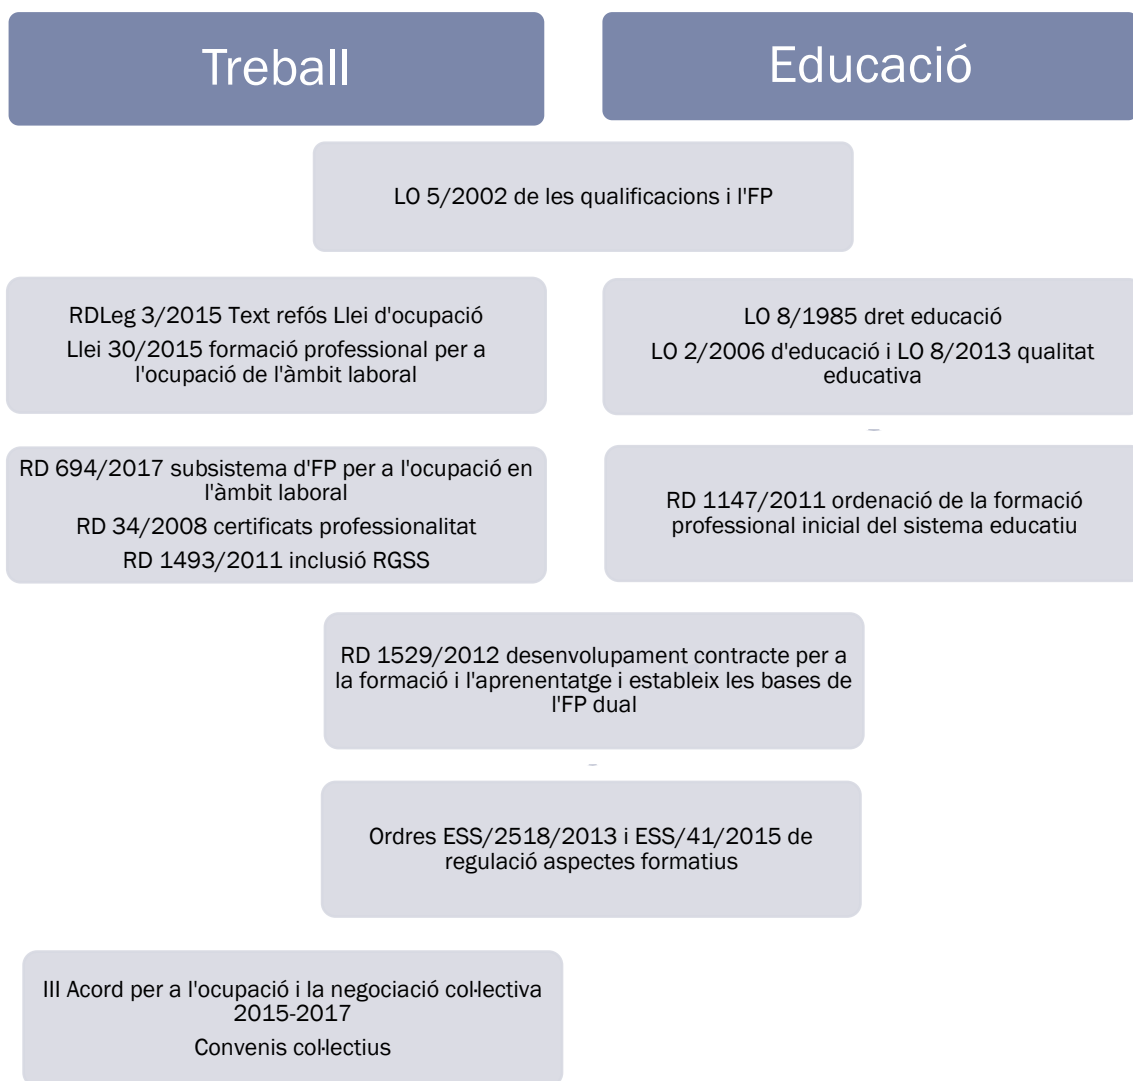 Treball
Educació
LO 5/2002 de les qualificacions i l'FP
RDLeg 3/2015 Text refós Llei d'ocupació
Llei 30/2015 formació professional per a
l'ocupació de l'àmbit laboral
LO 8/1985 dret educació
LO 2/2006 d'educació i LO 8/2013 qualitat
educativa
RD 694/2017 subsistema d'FP per a l'ocupació en
l'àmbit laboral
RD 34/2008 certificats professionalitat
RD 1493/2011 inclusió RGSS
RD 1147/2011 ordenació de la formació
professional inicial del sistema educatiu
RD 1529/2012 desenvolupament contracte per a
la formació i l'aprenentatge i estableix les bases de
l'FP dual
Ordres ESS/2518/2013 i ESS/41/2015 de
regulació aspectes formatius
III Acord per a l'ocupació i la negociació col·lectiva
2015-2017
Convenis col·lectius